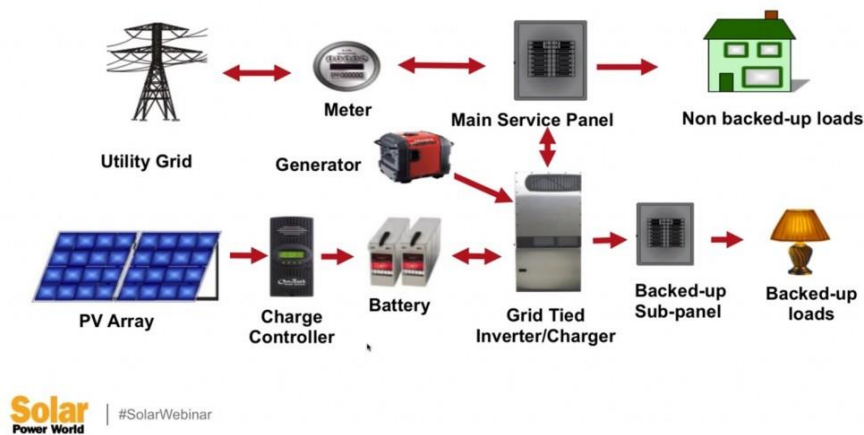 Meter
Main Service Panel
Non backed-up loads
Utility Grid
Generator
PV Array
Charge
Controller
Battery
Grid Tied
Inverter/Charger
Backed-up
Sub-panel
Backed-up
loads
Solar
Power World
#SolarWebinar